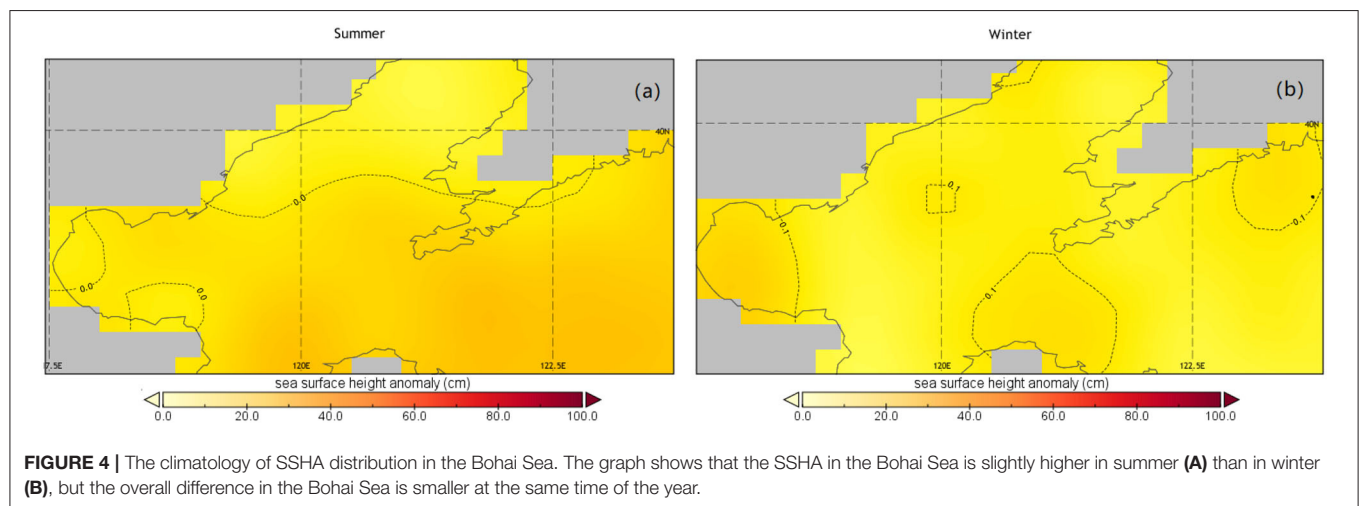 Summer
Winter
(a)
(b)
40N
40N
0.0
0.0
0.0
0.1
0.1
0.1
0.1
7.5E
120E
122.5E
120E
122.5E
sea surface height anomaly (cm)
sea surface height anomaly (cm)
0.0 20.0 40.0 60.0 80.0 100.0
0.0 20.0 40.0 60.0 80.0 100.0
FIGURE 4 | The climatology of SSHA distribution in the Bohai Sea. The graph shows that the SSHA in the Bohai Sea is slightly higher in summer (A) than in winter
(B), but the overall difference in the Bohai Sea is smaller at the same time of the year.